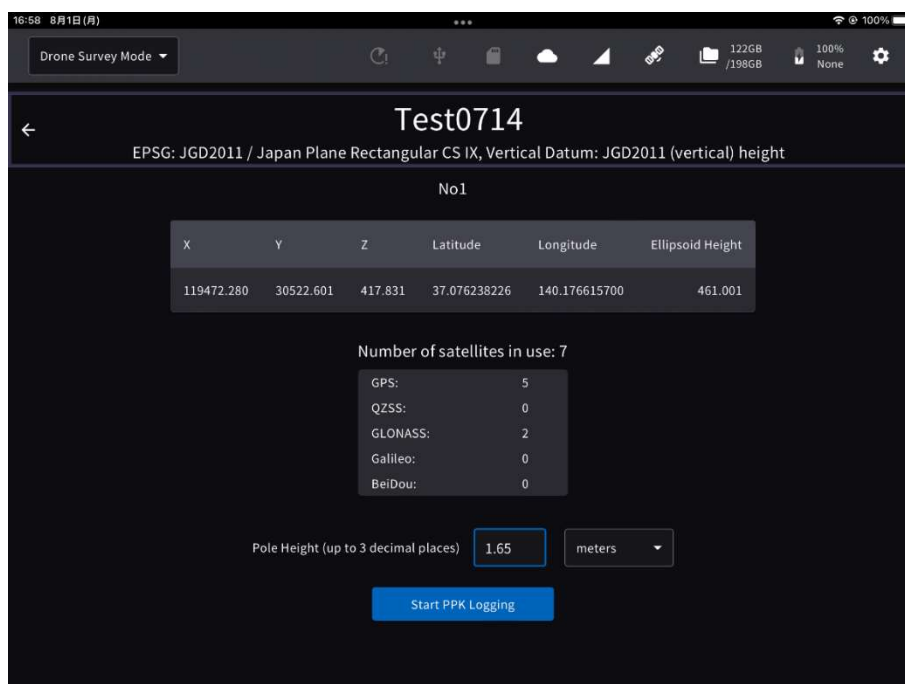 16:58 8月1日(月)
100%
Drone Survey Mode
122GB
/198GB
100%
None
Test0714
EPSG: JGD2011 / Japan Plane Rectangular CS IX, Vertical Datum: JGD2011 (vertical) height
No1
X Y Z Latitude Longitude Ellipsoid Height
119472.280 30522.601 417.831 37.076238226 140.176615700 461.001
Number of satellites in use: 7
GPS: 5
QZSS: 0
GLONASS: 2
Galileo: 0
BeiDou: 0
Pole Height (up to 3 decimal places) 1.65 meters
Start PPK Logging